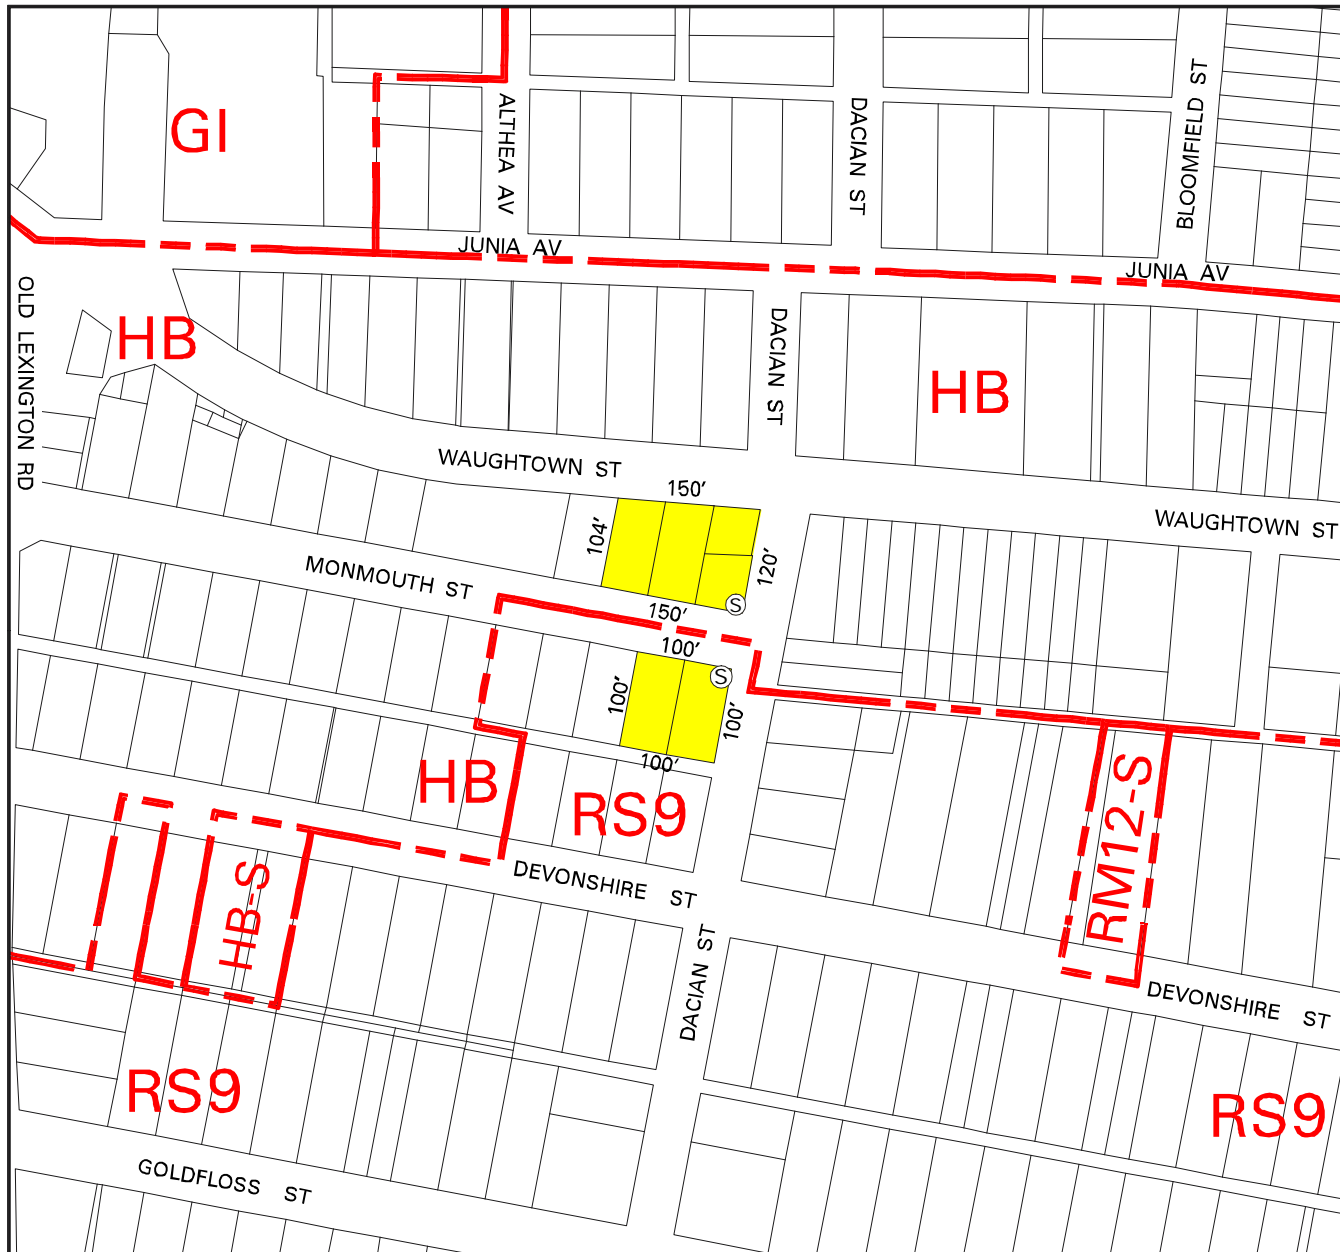 GI
ALTHEA AV
DACIAN ST
BLOOMFIELD ST
JUNIA AV
JUNIA AV
OLD LEXINGTON RD
HB
DACIAN ST
HB
WAUGHTOWN ST
150'
WAUGHTOWN ST
104'
120'
MONMOUTH ST
S
150'
100'
S
100'
100'
100'
HB
RS9
RM12-S
DEVONSHIRE ST
HB-S
DACIAN ST
DEVONSHIRE ST
RS9
RS9
GOLDFLOSS ST